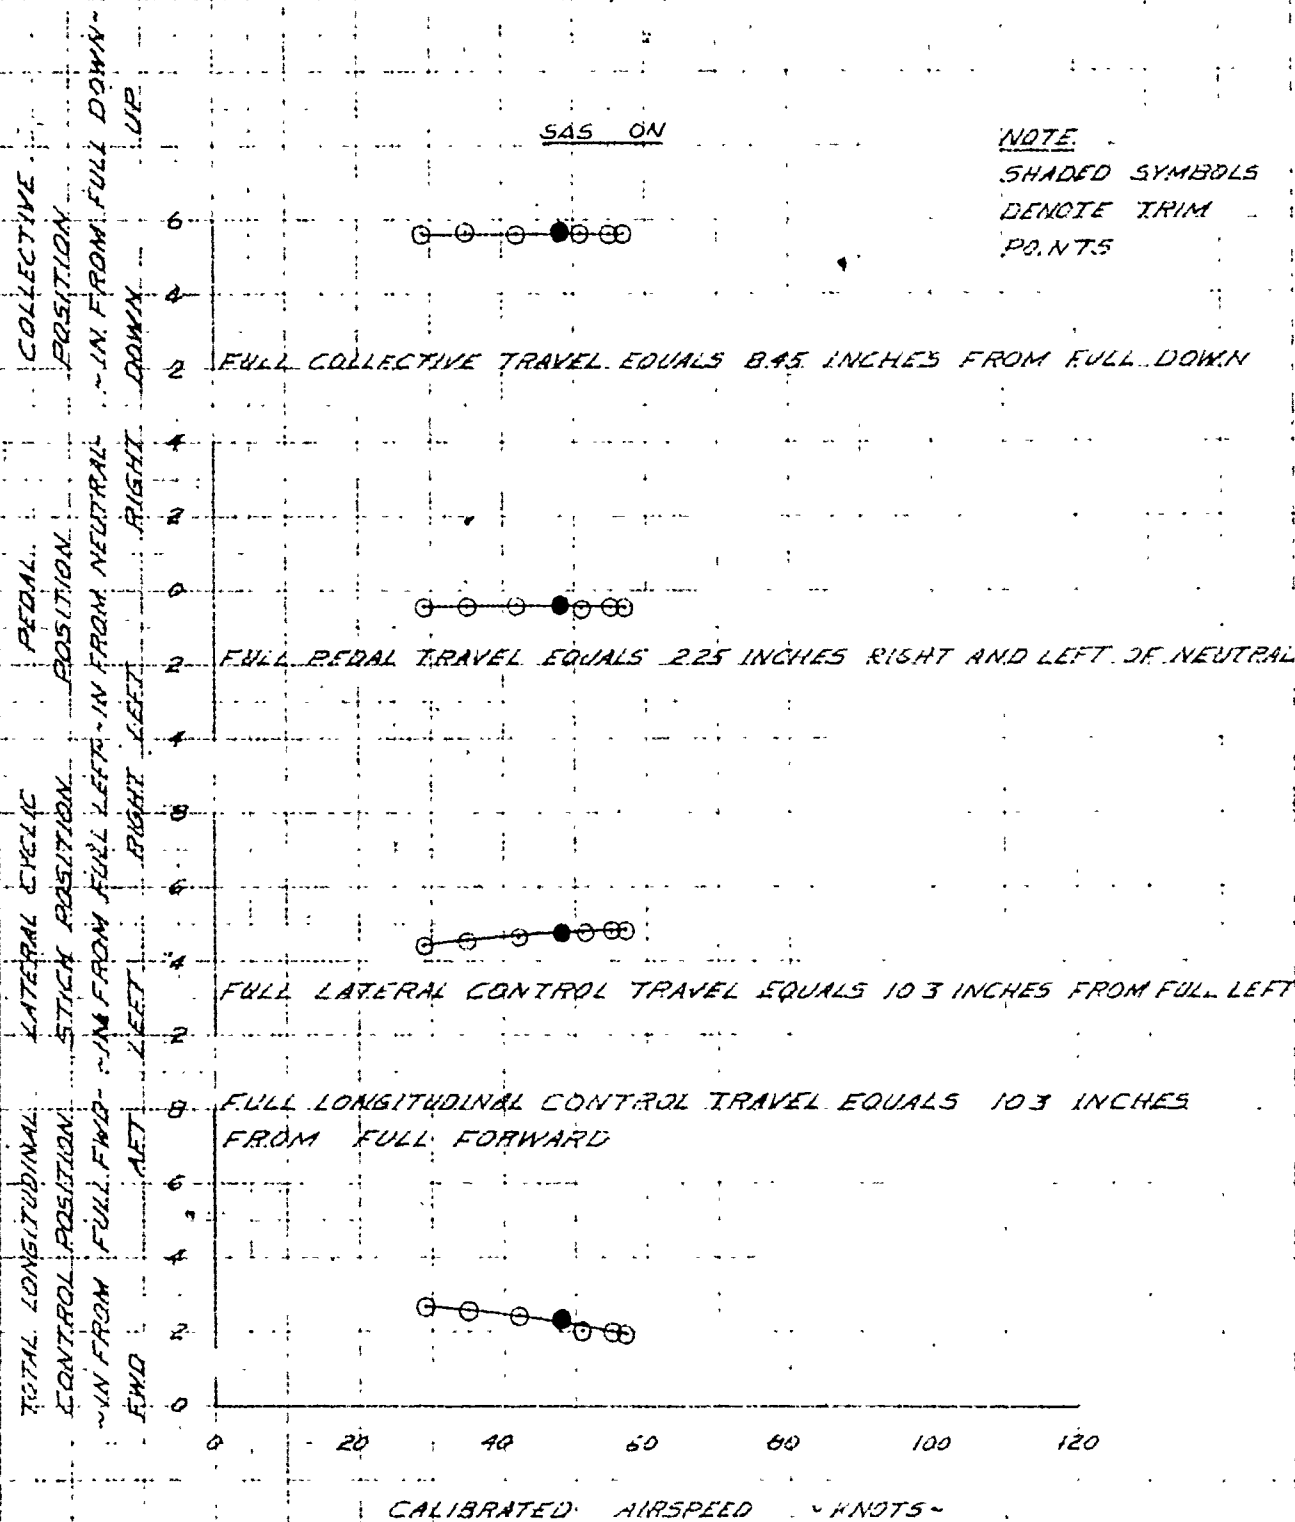 SAS ON
NOTE.
SHADED SYMBOLS
DENOTE TRIM
PO.NTS
COLLECTIVE
POSITION
~IN. FROM FULL DOWN~
DOWN UP
6
4
2
FULL COLLECTIVE TRAVEL EQUALS 8.45 INCHES FROM FULL DOWN
PEDAL
POSITION
~IN FROM NEUTRAL~
LEFT RIGHT
4
2
0
2
4
FULL PEDAL TRAVEL EQUALS 2.25 INCHES RIGHT AND LEFT OF NEUTRAL
LATERAL CYCLIC
STICK POSITION
~IN FROM FULL LEFT~
LEFT RIGHT
8
6
4
2
FULL LATERAL CONTROL TRAVEL EQUALS 10 3 INCHES FROM FULL LEFT
TOTAL LONGITUDINAL
CONTROL POSITION
~IN FROM FULL FWD~
FWD AFT
8
6
4
2
0
FULL LONGITUDINAL CONTROL TRAVEL EQUALS 10 3 INCHES
FROM FULL FORWARD
0 20 40 60 80 100 120
CALIBRATED AIRSPEED ~KNOTS~